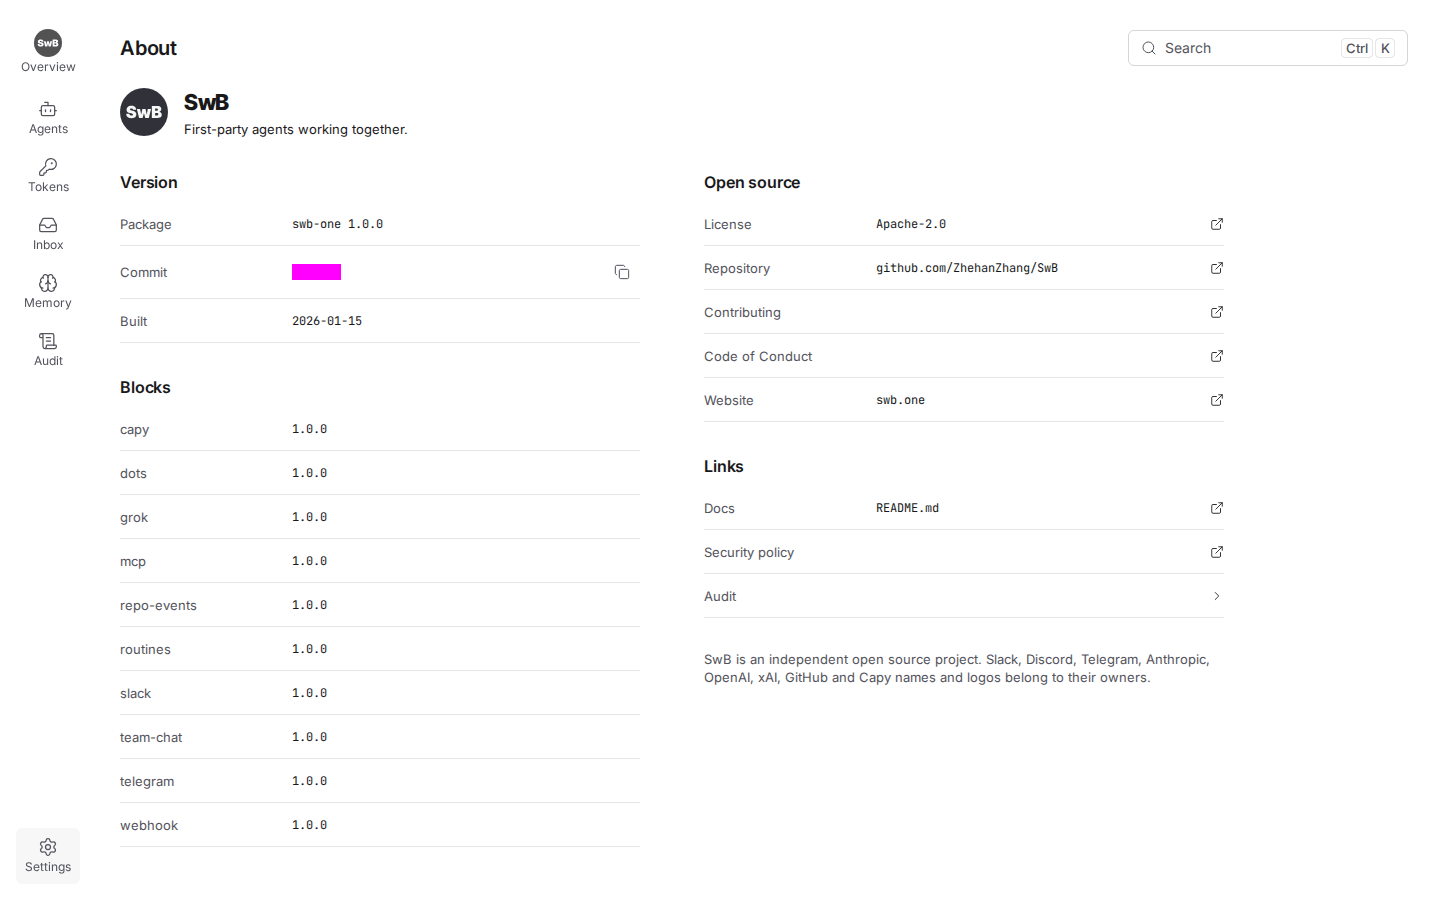 SwB
Overview
Agents
Tokens
Inbox
Memory
Audit
Settings
About
Search
Ctrl K
SwB
SwB
First-party agents working together.
Version
Package swb-one 1.0.0
Commit
Built 2026-01-15
Blocks
capy 1.0.0
dots 1.0.0
grok 1.0.0
mcp 1.0.0
repo-events 1.0.0
routines 1.0.0
slack 1.0.0
team-chat 1.0.0
telegram 1.0.0
webhook 1.0.0
Open source
License Apache-2.0
Repository github.com/ZhehanZhang/SwB
Contributing
Code of Conduct
Website swb.one
Links
Docs README.md
Security policy
Audit
SwB is an independent open source project. Slack, Discord, Telegram, Anthropic,
OpenAI, xAI, GitHub and Capy names and logos belong to their owners.